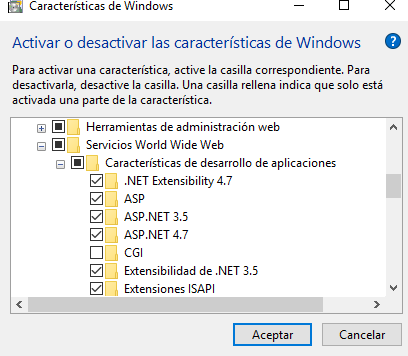 Características de Windows
Activar o desactivar las características de Windows
?
Para activar una característica, active la casilla correspondiente. Para
desactivarla, desactive la casilla. Una casilla rellena indica que solo está
activada una parte de la característica.
Herramientas de administración web
Servicios World Wide Web
Características de desarrollo de aplicaciones
.NET Extensibility 4.7
ASP
ASP.NET 3.5
ASP.NET 4.7
CGI
Extensibilidad de .NET 3.5
Extensiones ISAPI
Aceptar
Cancelar